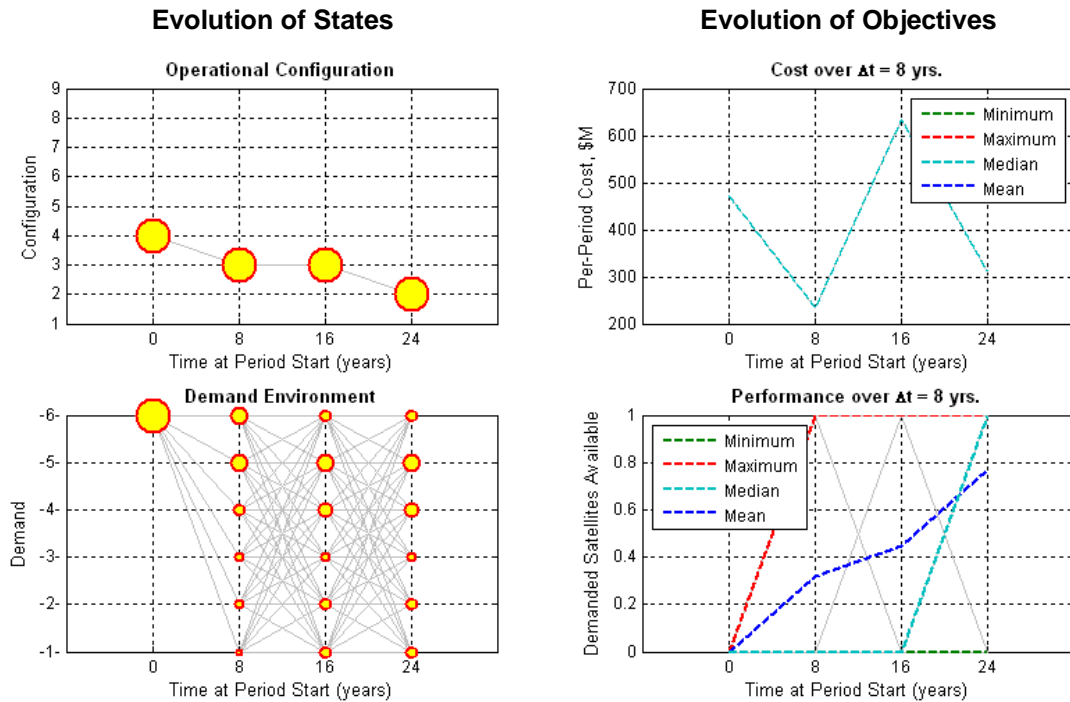 Evolution of States
Evolution of Objectives
Operational Configuration
9
8
7
6
5
4
3
2
1
Configuration
0 8 16 24
Time at Period Start (years)
Cost over Δt = 8 yrs.
700
600
500
400
300
200
Per-Period Cost, $M
Minimum
Maximum
Median
Mean
0 8 16 24
Time at Period Start (years)
Demand Environment
-6-
-5-
-4-
-3-
-2-
-1-
Demand
0 8 16 24
Time at Period Start (years)
Performance over Δt = 8 yrs.
1
0.8
0.6
0.4
0.2
0
Demanded Satellites Available
Minimum
Maximum
Median
Mean
0 8 16 24
Time at Period Start (years)